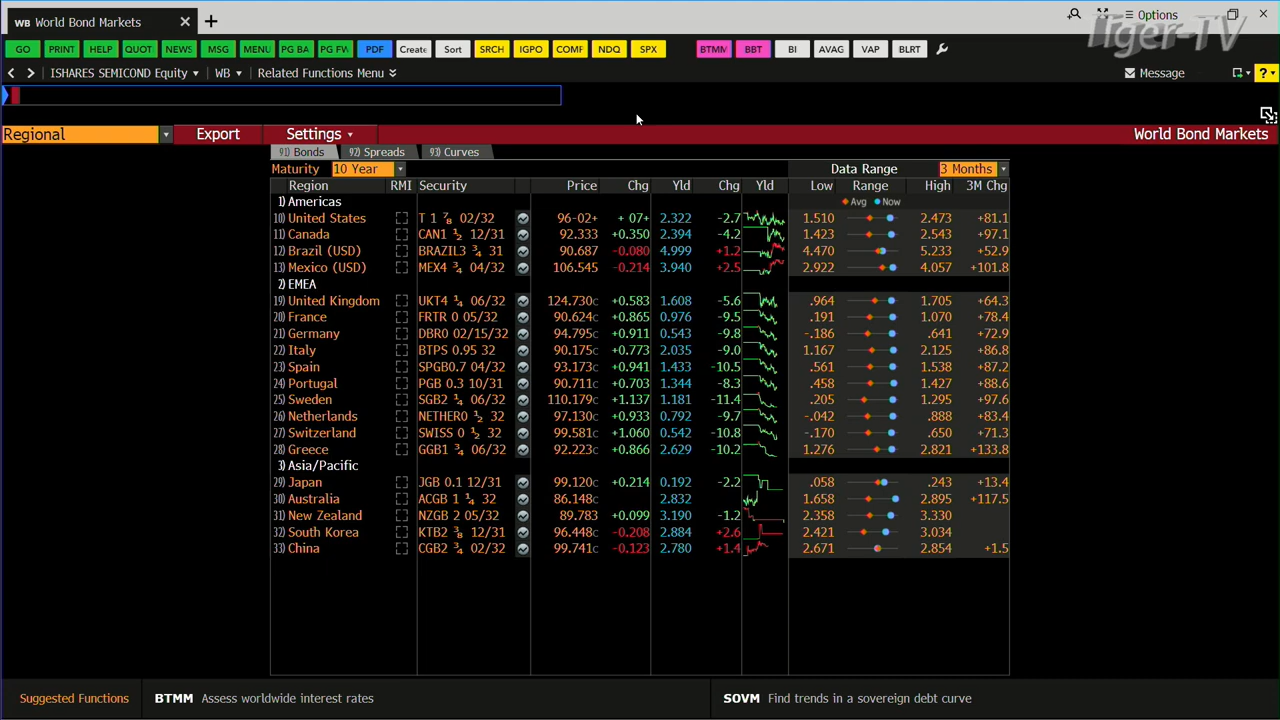 WB World Bond Markets
Options
Tiger-TV
GO PRINT HELP QUOT NEWS MSG MENU PG BA PG FW PDF Create Sort SRCH IGPO COMF NDQ SPX BTMM BBT BI AVAG VAP BLRT
ISHARES SEMICOND Equity WB Related Functions Menu Message ?
Regional Export Settings World Bond Markets
91) Bonds 92) Spreads 93) Curves
Maturity 10 Year Data Range 3 Months
Region RMI Security Price Chg Yld Chg Yld Low Range High 3M Chg
1) Americas Avg Now
10) United States T 1 ⅞ 02/32 96-02+ + 07+ 2.322 -2.7 1.510 2.473 +81.1
11) Canada CAN1 ½ 12/31 92.333 +0.350 2.394 -4.2 1.423 2.543 +97.1
12) Brazil (USD) BRAZIL3 ¾ 31 90.687 -0.080 4.999 +1.2 4.470 5.233 +52.9
13) Mexico (USD) MEX4 ¾ 04/32 106.545 -0.214 3.940 +2.5 2.922 4.057 +101.8
2) EMEA
19) United Kingdom UKT4 ¼ 06/32 124.730c +0.583 1.608 -5.6 .964 1.705 +64.3
20) France FRTR 0 05/32 90.624c +0.865 0.976 -9.5 .191 1.070 +78.4
21) Germany DBR0 02/15/32 94.795c +0.911 0.543 -9.8 -.186 .641 +72.9
22) Italy BTPS 0.95 32 90.175c +0.773 2.035 -9.0 1.167 2.125 +86.8
23) Spain SPGB0.7 04/32 93.173c +0.941 1.433 -10.5 .561 1.538 +87.2
24) Portugal PGB 0.3 10/31 90.711c +0.703 1.344 -8.3 .458 1.427 +88.6
25) Sweden SGB2 ¼ 06/32 110.179c +1.137 1.181 -11.4 .205 1.295 +97.6
26) Netherlands NETHER0 ½ 32 97.130c +0.933 0.792 -9.7 -.042 .888 +83.4
27) Switzerland SWISS 0 ½ 32 99.581c +1.060 0.542 -10.8 -.170 .650 +71.3
28) Greece GGB1 ¾ 06/32 92.223c +0.866 2.629 -10.2 1.276 2.821 +133.8
3) Asia/Pacific
29) Japan JGB 0.1 12/31 99.120c +0.214 0.192 -2.2 .058 .243 +13.4
30) Australia ACGB 1 ¼ 32 86.148c 2.832 1.658 2.895 +117.5
31) New Zealand NZGB 2 05/32 89.783 +0.099 3.190 -1.2 2.358 3.330
32) South Korea KTB2 ⅜ 12/31 96.448c -0.208 2.884 +2.6 2.421 3.034
33) China CGB2 ¾ 02/32 99.741c -0.123 2.780 +1.4 2.671 2.854 +1.5
Suggested Functions BTMM Assess worldwide interest rates SOVM Find trends in a sovereign debt curve